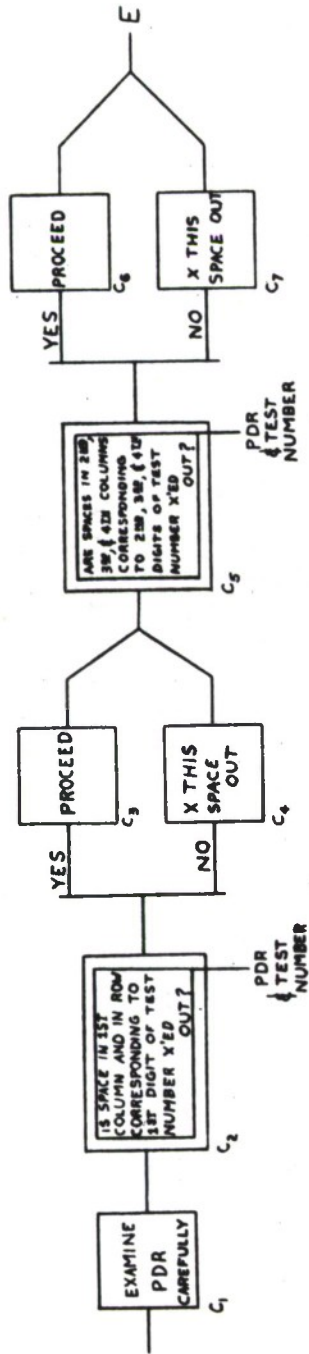 EXAMINE
PDR
CAREFULLY
C1
IS SPACE IN 1ST
COLUMN AND IN ROW
CORRESPONDING TO
1ST DIGIT OF TEST
NUMBER X'ED
OUT?
C2
PDR
& TEST
NUMBER
YES
PROCEED
C3
NO
X THIS
SPACE
OUT
C4
ARE SPACES IN 2ND,
3RD, & 4TH COLUMNS
CORRESPONDING
TO 2ND, 3RD, & 4TH
DIGITS OF TEST
NUMBER X'ED
OUT?
C5
PDR
& TEST
NUMBER
YES
PROCEED
C6
NO
X THIS
SPACE OUT
C7
E